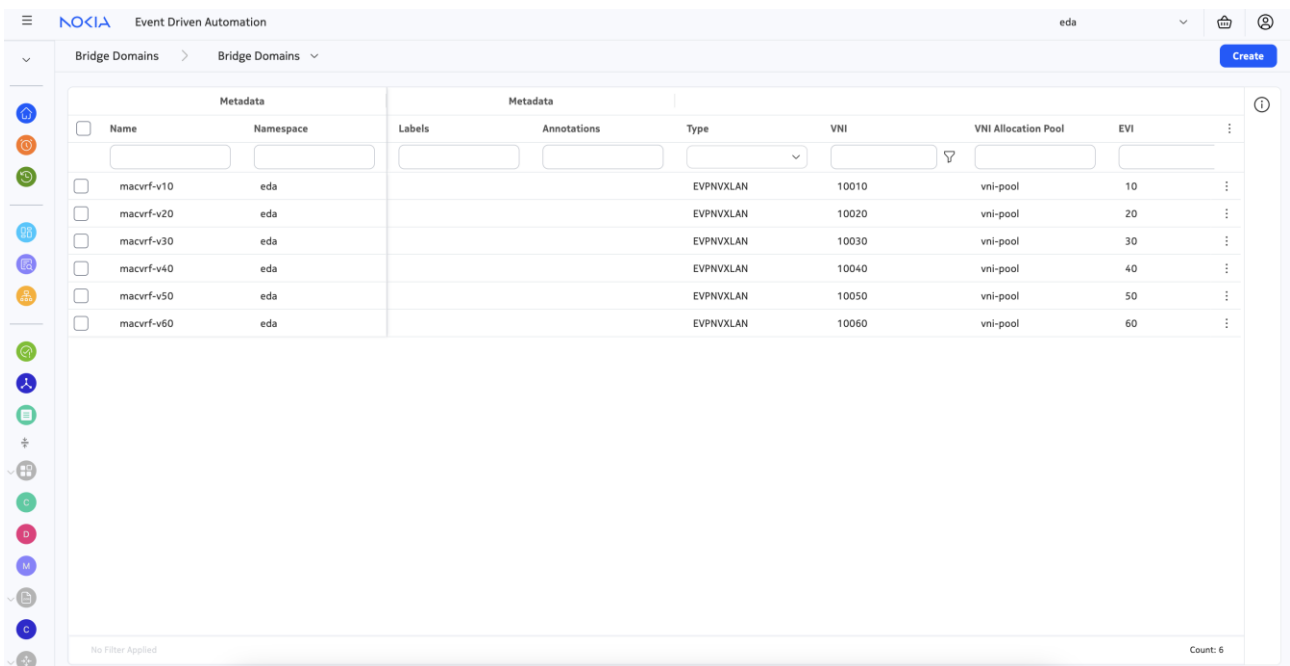 NOKIA Event Driven Automation eda
Bridge Domains Bridge Domains Create
Metadata Metadata
Name Namespace Labels Annotations Type VNI VNI Allocation Pool EVI
macvrf-v10 eda EVPNVXLAN 10010 vni-pool 10
macvrf-v20 eda EVPNVXLAN 10020 vni-pool 20
macvrf-v30 eda EVPNVXLAN 10030 vni-pool 30
macvrf-v40 eda EVPNVXLAN 10040 vni-pool 40
macvrf-v50 eda EVPNVXLAN 10050 vni-pool 50
macvrf-v60 eda EVPNVXLAN 10060 vni-pool 60
C
D
M
C
No Filter Applied Count: 6